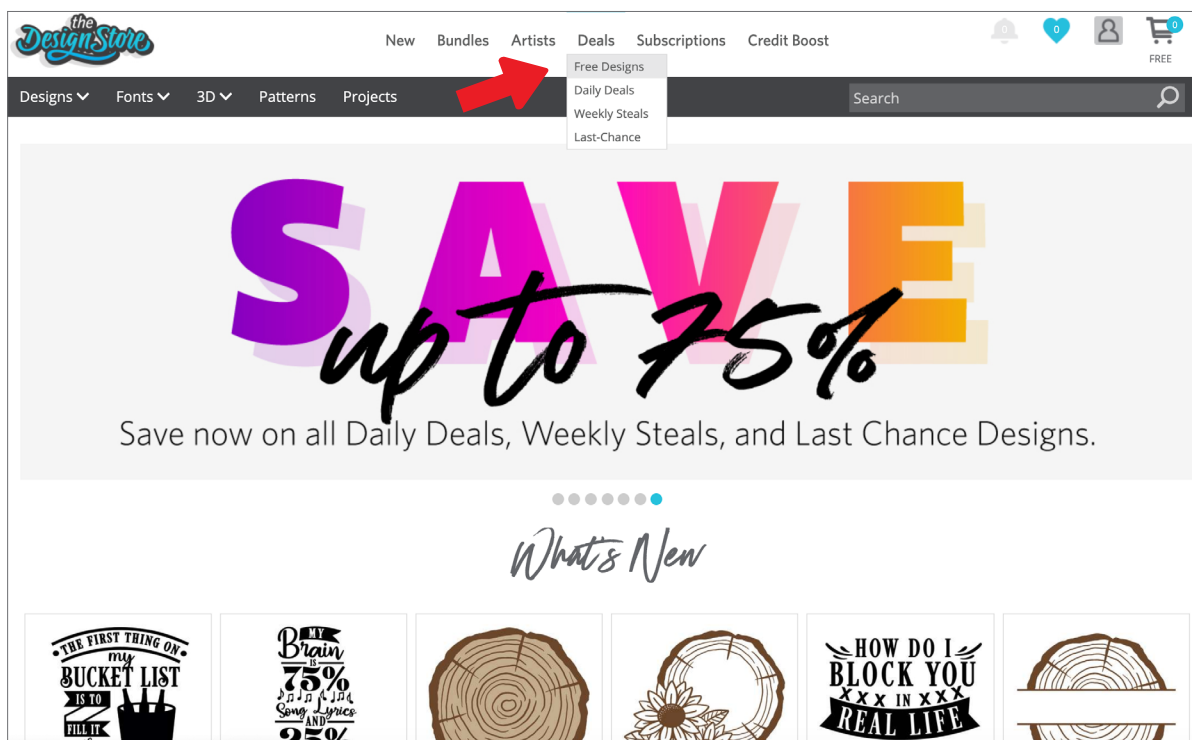 the
Design Store
New Bundles Artists Deals Subscriptions Credit Boost
0
0
0
FREE
Free Designs
Daily Deals
Weekly Steals
Last-Chance
Designs Fonts 3D Patterns Projects
Search
SAVE
up to 75%
Save now on all Daily Deals, Weekly Steals, and Last Chance Designs.
What's New
THE FIRST THING ON
my
BUCKET LIST
IS TO
FILL IT
MY
Brain
IS
75%
Song Lyrics
AND
25%
HOW DO I
BLOCK YOU
XXX IN XXX
REAL LIFE